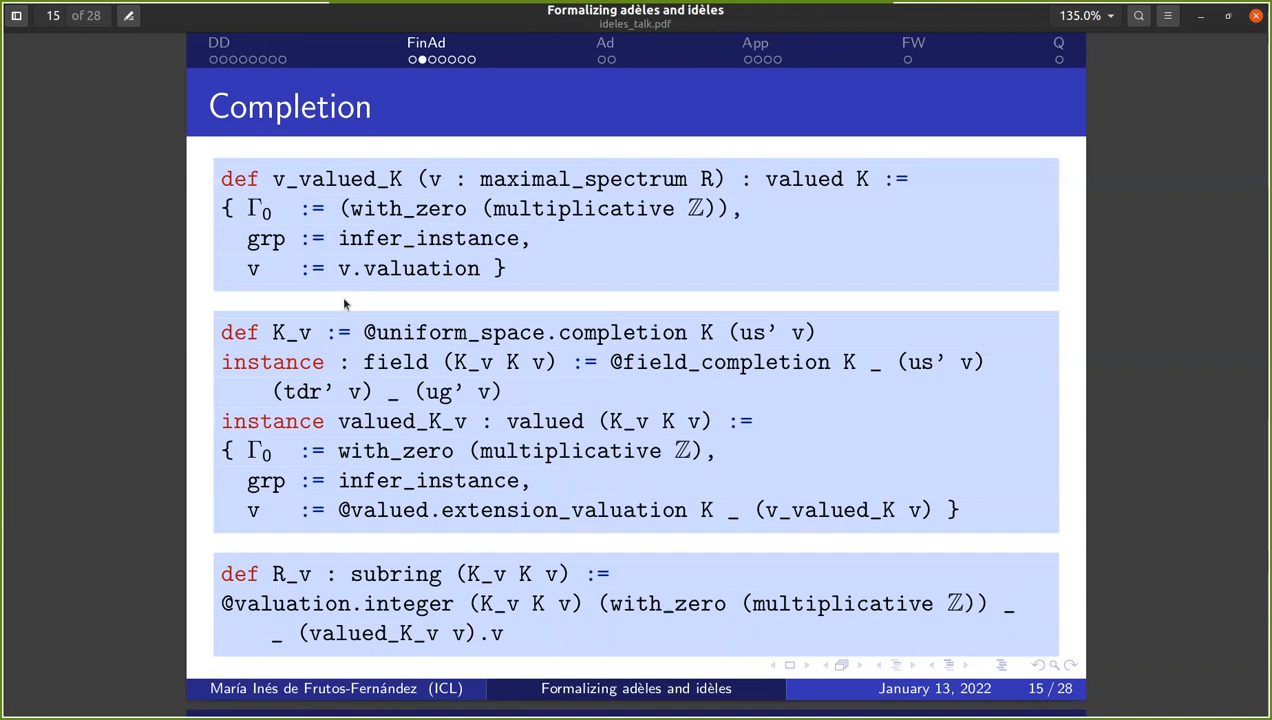 15 of 28
Formalizing adèles and idèles
ideles_talk.pdf
135.0%
DD FinAd Ad App FW Q
Completion
def v_valued_K (v : maximal_spectrum R) : valued K :=
{ Γ₀ := (with_zero (multiplicative ℤ)),
grp := infer_instance,
v := v.valuation }
def K_v := @uniform_space.completion K (us’ v)
instance : field (K_v K v) := @field_completion K _ (us’ v)
(tdr’ v) _ (ug’ v)
instance valued_K_v : valued (K_v K v) :=
{ Γ₀ := with_zero (multiplicative ℤ),
grp := infer_instance,
v := @valued.extension_valuation K _ (v_valued_K v) }
def R_v : subring (K_v K v) :=
@valuation.integer (K_v K v) (with_zero (multiplicative ℤ)) _
_ (valued_K_v v).v
María Inés de Frutos-Fernández (ICL) Formalizing adèles and idèles January 13, 2022 15 / 28